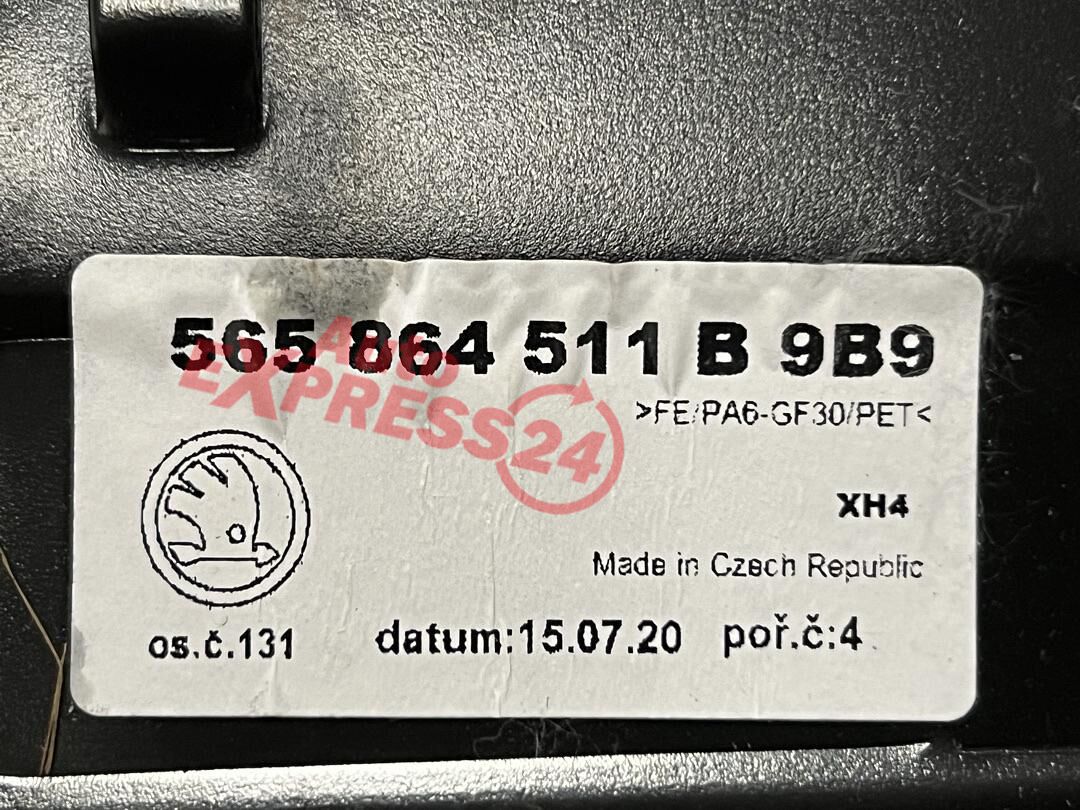 565 864 511 B 9B9
Auto
EXPRESS24
>FE/PA6-GF30/PET<
XH4
Made in Czech Republic
os.č.131 datum:15.07.20 poř.č:4